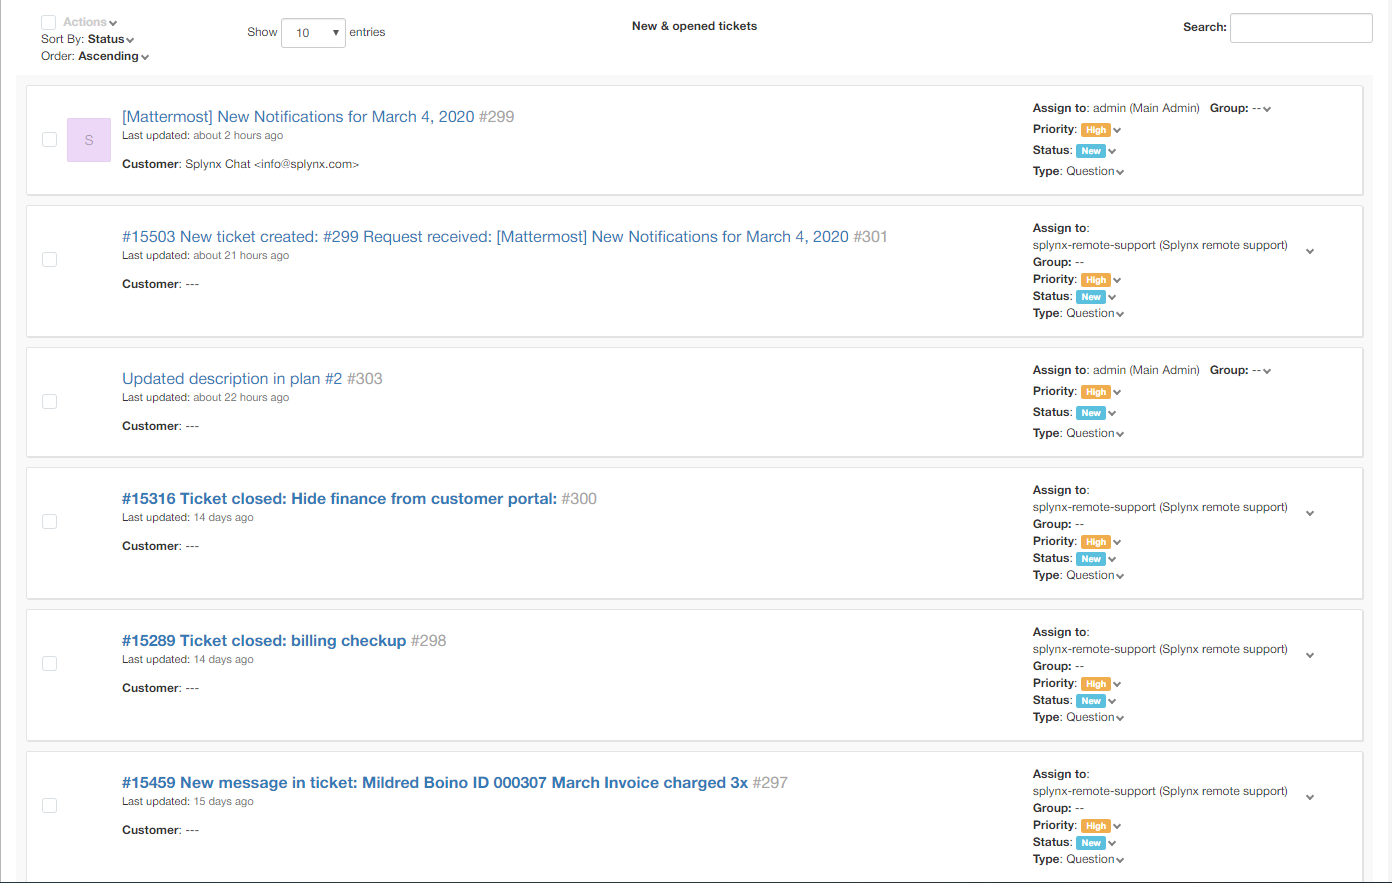 Actions
Sort By: Status
Order: Ascending
Show 10 entries
New & opened tickets
Search:
S
[Mattermost] New Notifications for March 4, 2020 #299
Last updated: about 2 hours ago
Customer: Splynx Chat <info@splynx.com>
Assign to: admin (Main Admin) Group: --
Priority: High
Status: New
Type: Question
#15503 New ticket created: #299 Request received: [Mattermost] New Notifications for March 4, 2020 #301
Last updated: about 21 hours ago
Customer: ---
Assign to:
splynx-remote-support (Splynx remote support)
Group: --
Priority: High
Status: New
Type: Question
Updated description in plan #2 #303
Last updated: about 22 hours ago
Customer: ---
Assign to: admin (Main Admin) Group: --
Priority: High
Status: New
Type: Question
#15316 Ticket closed: Hide finance from customer portal: #300
Last updated: 14 days ago
Customer: ---
Assign to:
splynx-remote-support (Splynx remote support)
Group: --
Priority: High
Status: New
Type: Question
#15289 Ticket closed: billing checkup #298
Last updated: 14 days ago
Customer: ---
Assign to:
splynx-remote-support (Splynx remote support)
Group: --
Priority: High
Status: New
Type: Question
#15459 New message in ticket: Mildred Boino ID 000307 March Invoice charged 3x #297
Last updated: 15 days ago
Customer: ---
Assign to:
splynx-remote-support (Splynx remote support)
Group: --
Priority: High
Status: New
Type: Question